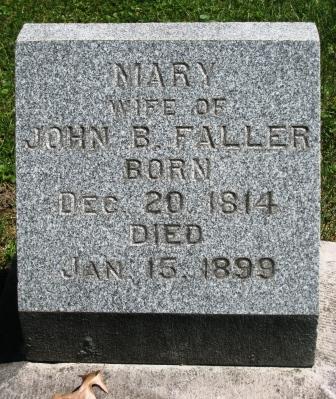 MARY
WIFE OF
JOHN B. FALLER
BORN
DEC. 20. 1814
DIED
JAN. 15. 1899